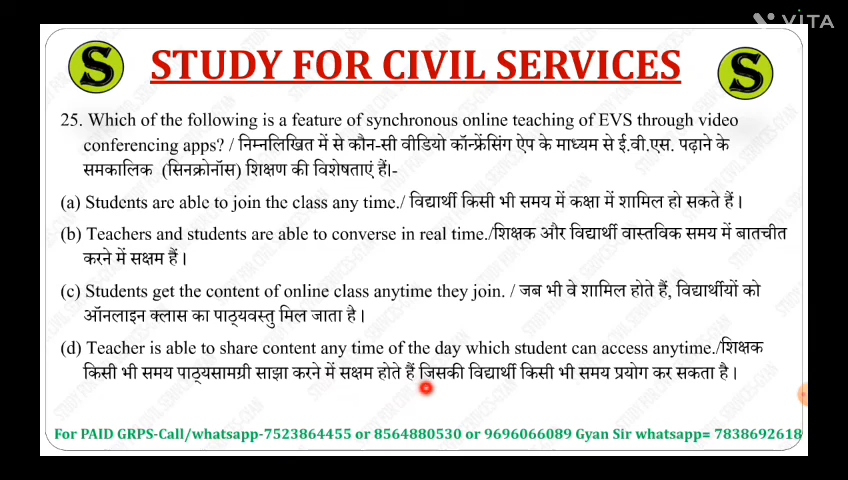 VITA
S STUDY FOR CIVIL SERVICES S
25. Which of the following is a feature of synchronous online teaching of EVS through video
conferencing apps? / निम्नलिखित में से कौन-सी वीडियो कॉन्फ्रेंसिंग ऐप के माध्यम से ई.वी.एस. पढ़ाने के
समकालिक (सिनक्रोनॉस) शिक्षण की विशेषताएं हैं।-
(a) Students are able to join the class any time./ विद्यार्थी किसी भी समय में कक्षा में शामिल हो सकते हैं।
(b) Teachers and students are able to converse in real time./शिक्षक और विद्यार्थी वास्तविक समय में बातचीत
करने में सक्षम हैं।
(c) Students get the content of online class anytime they join. / जब भी वे शामिल होते हैं, विद्यार्थीयों को
ऑनलाइन क्लास का पाठ्यवस्तु मिल जाता है।
(d) Teacher is able to share content any time of the day which student can access anytime./शिक्षक
किसी भी समय पाठ्यसामग्री साझा करने में सक्षम होते हैं जिसकी विद्यार्थी किसी भी समय प्रयोग कर सकता है।
For PAID GRPS-Call/whatsapp-7523864455 or 8564880530 or 9696066089 Gyan Sir whatsapp= 7838692618